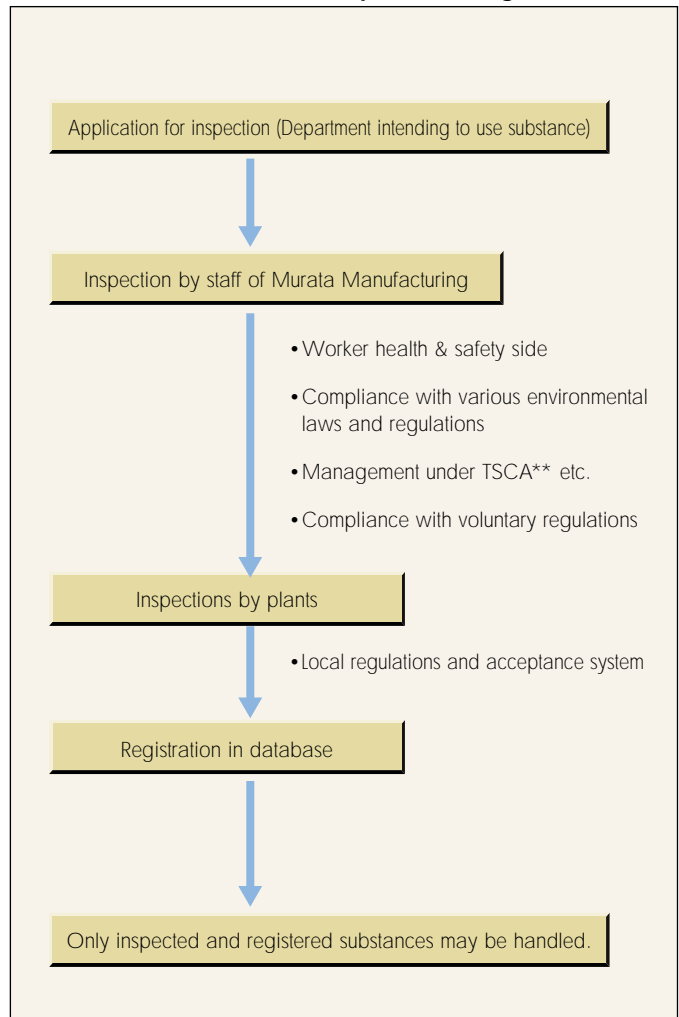 Application for inspection (Department intending to use substance)
Inspection by staff of Murata Manufacturing
• Worker health & safety side
• Compliance with various environmental
laws and regulations
• Management under TSCA** etc.
• Compliance with voluntary regulations
Inspections by plants
• Local regulations and acceptance system
Registration in database
Only inspected and registered substances may be handled.